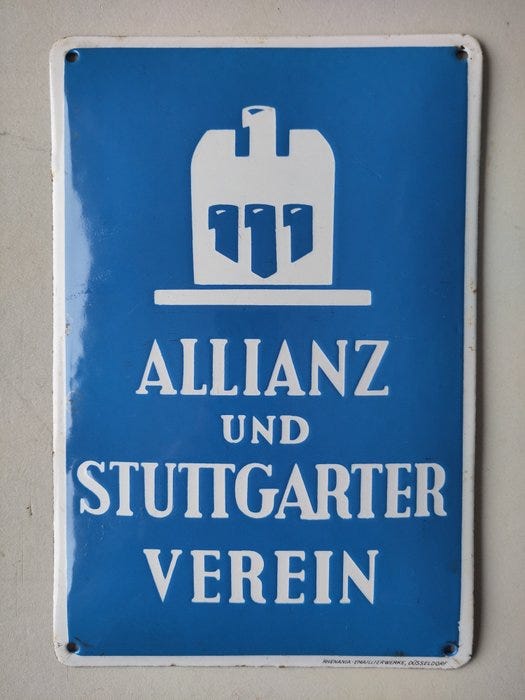 ALLIANZ
UND
STUTTGARTER
VEREIN
RHENANIA-EMAILLIERWERKE, DÜSSELDORF